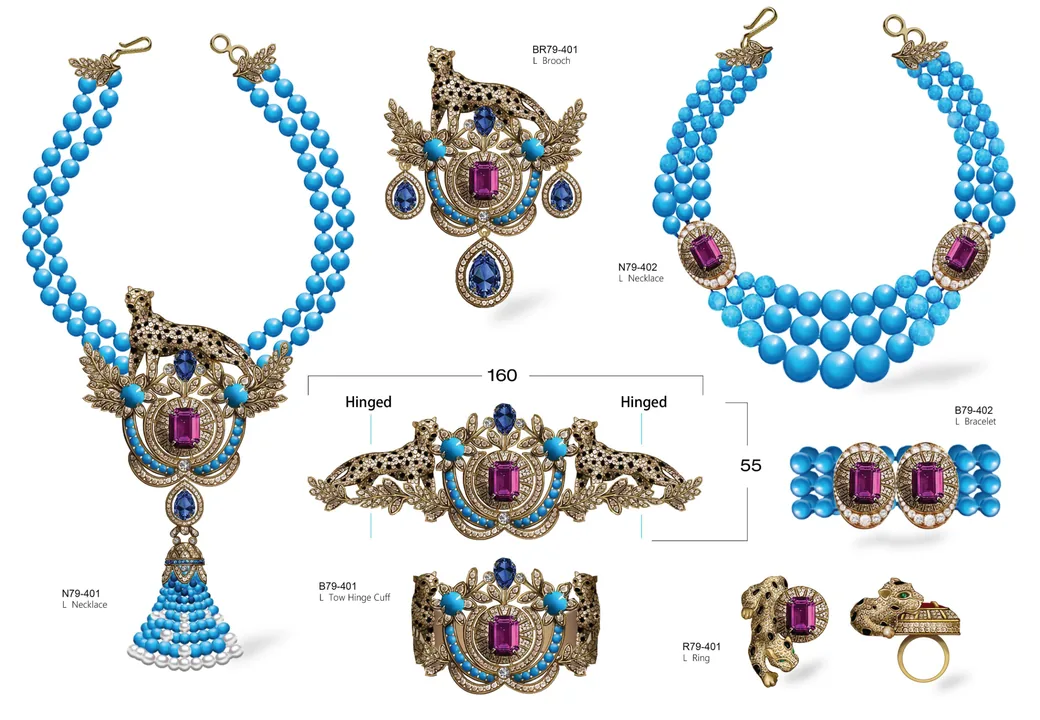 BR79-401
L Brooch
N79-402
L Necklace
160
Hinged
Hinged
B79-402
L Bracelet
55
N79-401
L Necklace
B79-401
L Tow Hinge Cuff
R79-401
L Ring